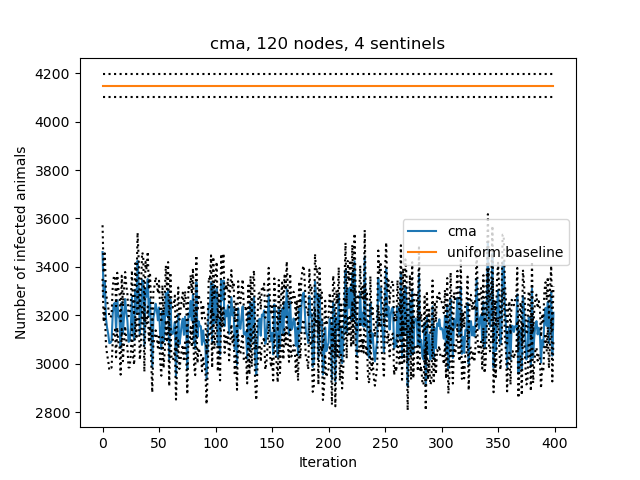 cma, 120 nodes, 4 sentinels
Number of infected animals
4200
4000
3800
3600
3400
3200
3000
2800
cma
uniform baseline
0 50 100 150 200 250 300 350 400
Iteration